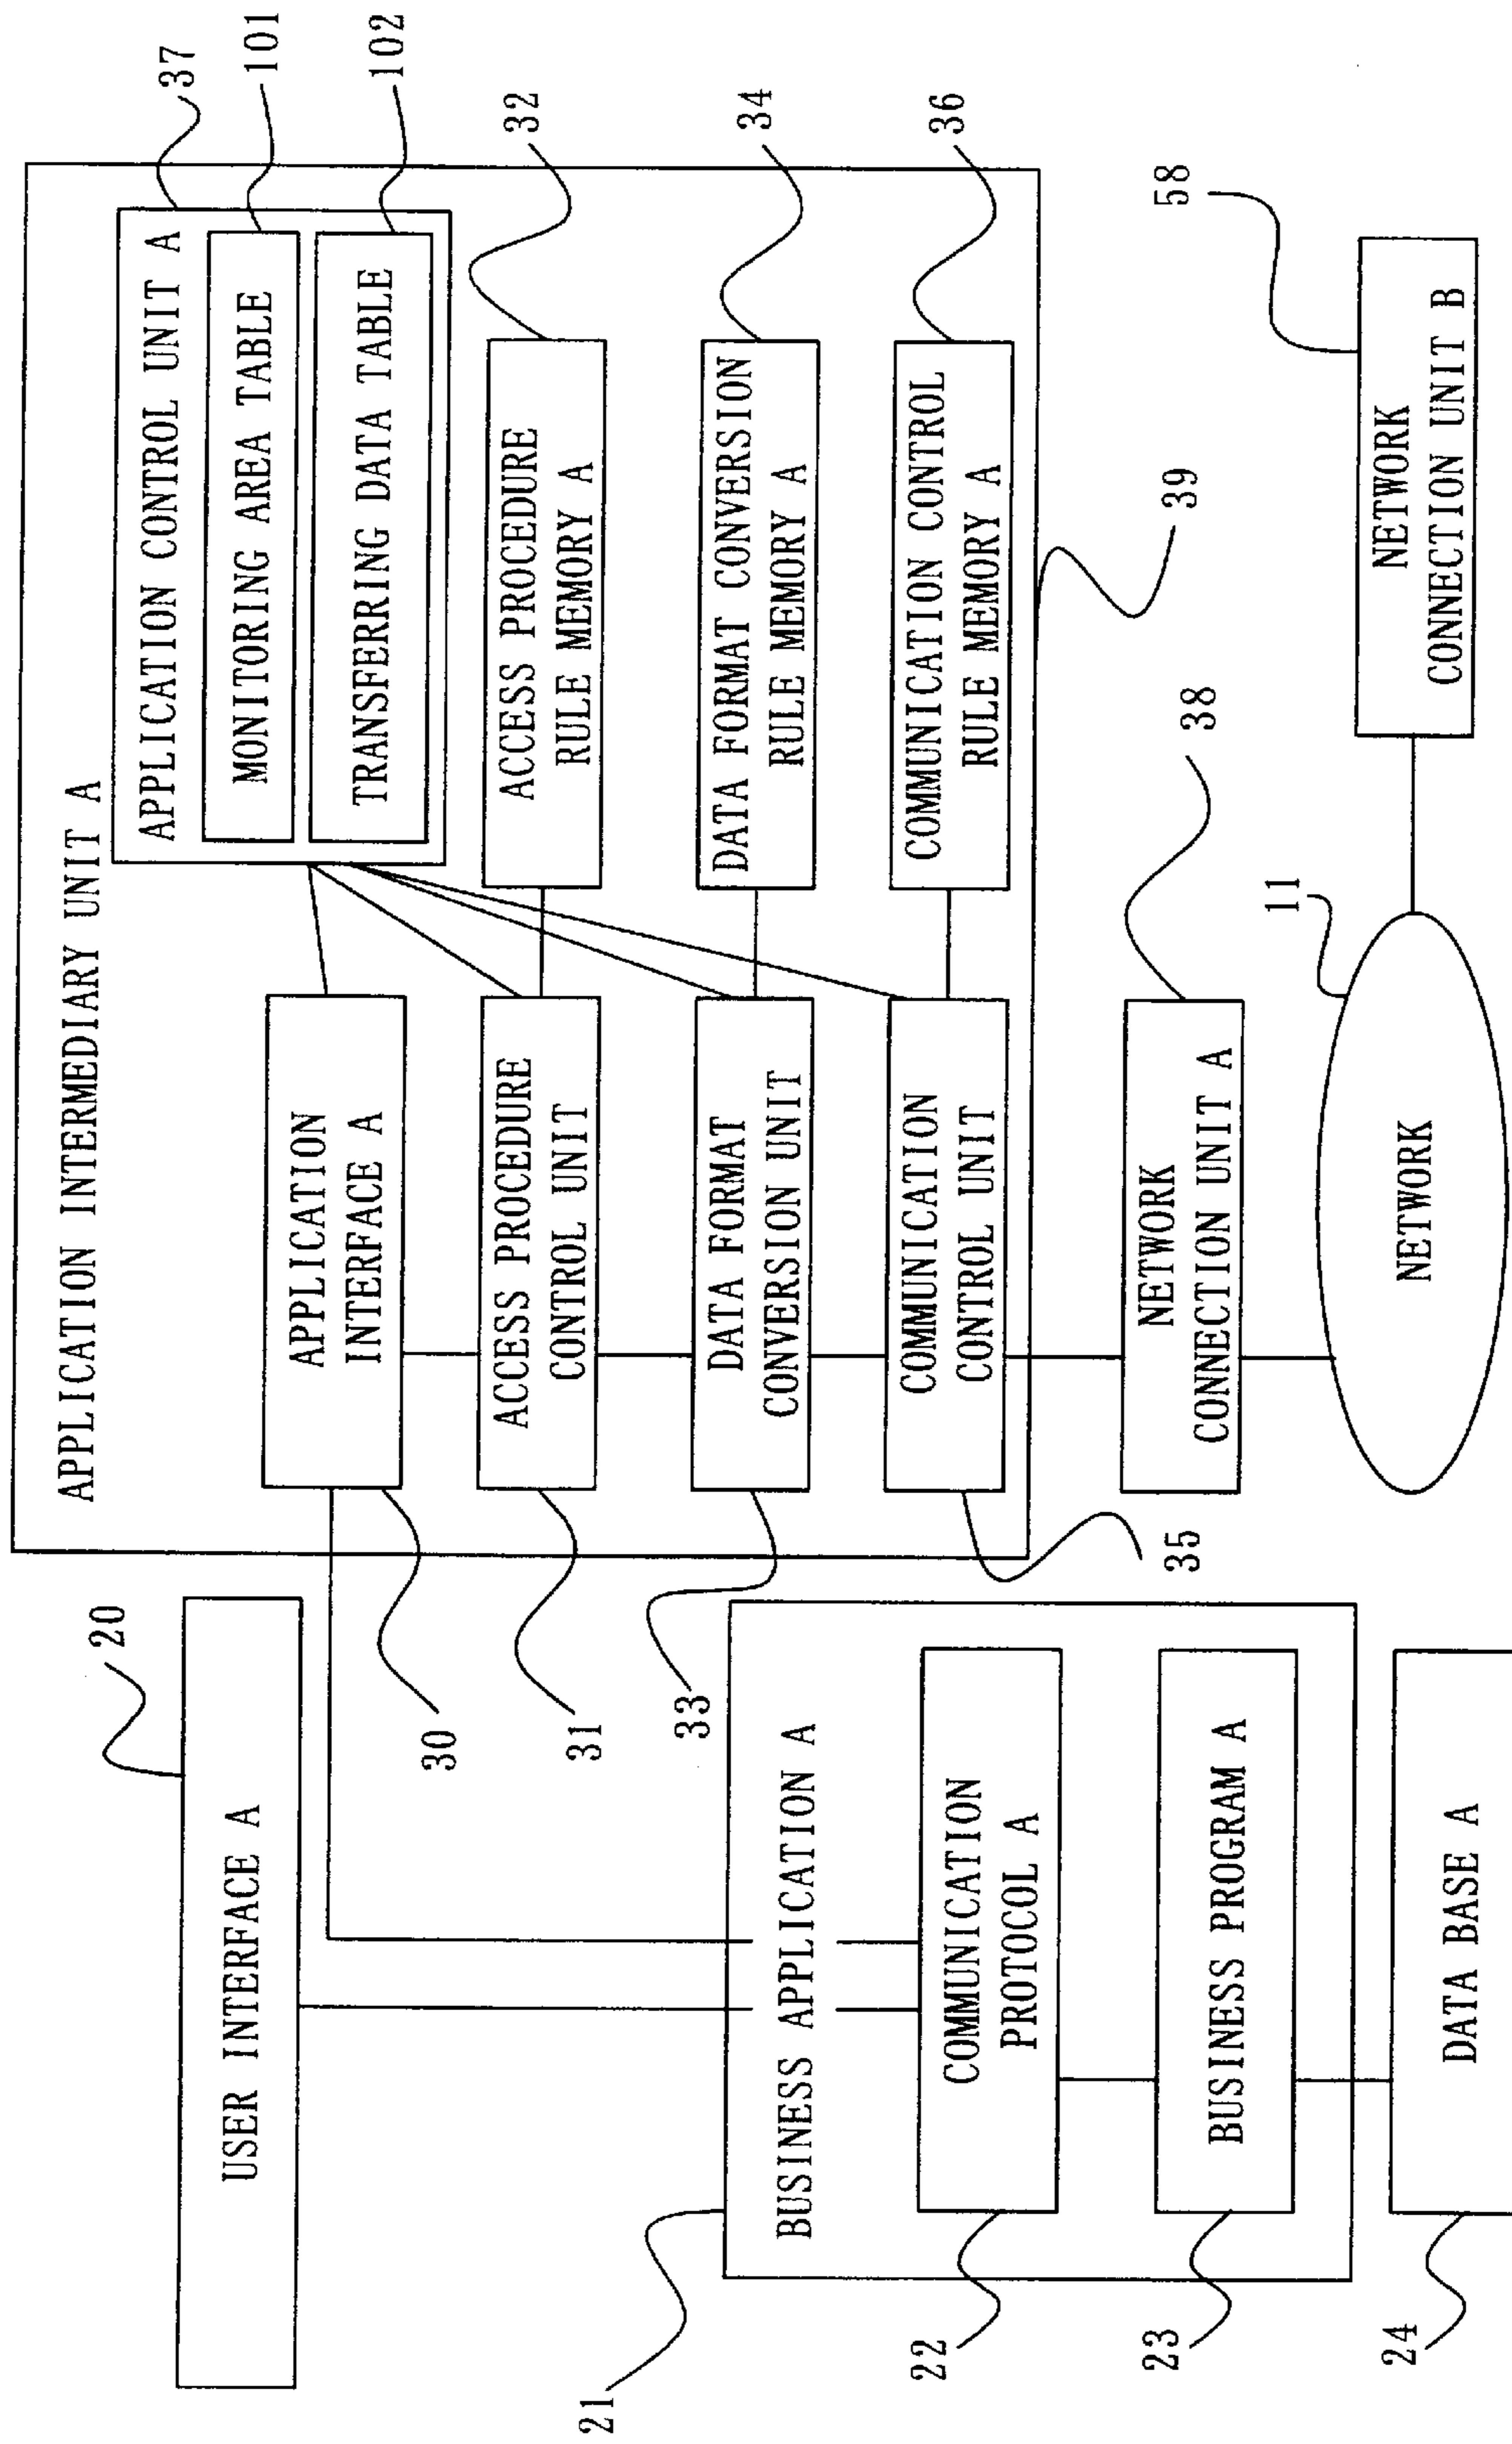 USER INTERFACE A
20
BUSINESS APPLICATION A
21
COMMUNICATION
PROTOCOL A
22
BUSINESS PROGRAM A
23
DATA BASE A
24
APPLICATION INTERMEDIARY UNIT A
APPLICATION CONTROL UNIT A
37
MONITORING AREA TABLE
101
TRANSFERRING DATA TABLE
102
APPLICATION
INTERFACE A
30
ACCESS PROCEDURE
CONTROL UNIT
31
ACCESS PROCEDURE
RULE MEMORY A
32
DATA FORMAT
CONVERSION UNIT
33
DATA FORMAT CONVERSION
RULE MEMORY A
34
COMMUNICATION
CONTROL UNIT
35
COMMUNICATION CONTROL
RULE MEMORY A
36
39
NETWORK
CONNECTION UNIT A
38
NETWORK
11
NETWORK
CONNECTION UNIT B
58